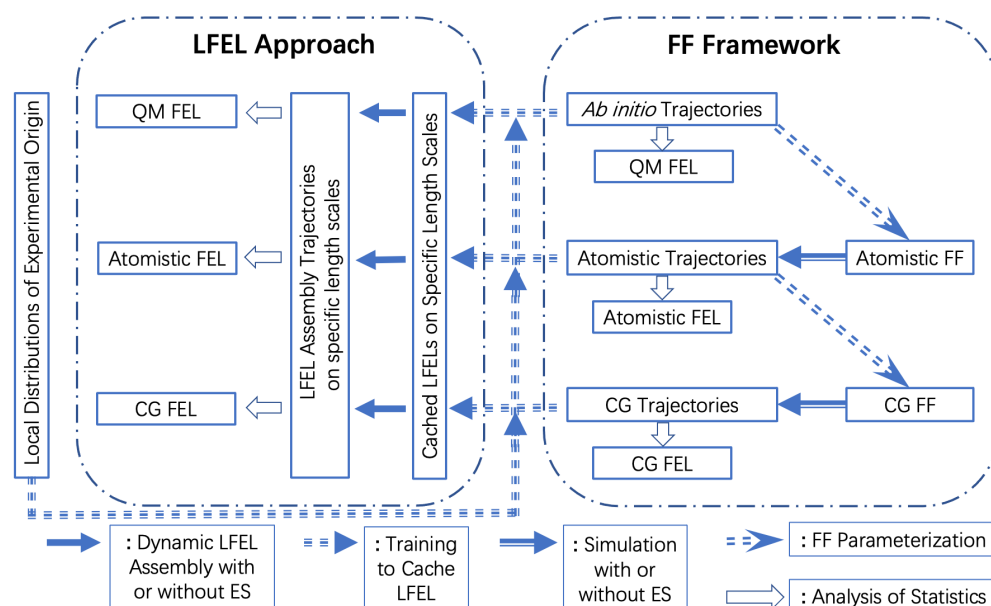 LFEL Approach
FF Framework
Local Distributions of Experimental Origin
QM FEL
Atomistic FEL
CG FEL
LFEL Assembly Trajectories
on specific length scales
Cached LFELs on Specific Length Scales
Ab initio Trajectories
QM FEL
Atomistic Trajectories
Atomistic FF
Atomistic FEL
CG Trajectories
CG FF
CG FEL
: Dynamic LFEL
Assembly with
or without ES
: Training
to Cache
LFEL
: Simulation
with or
without ES
: FF Parameterization
: Analysis of Statistics